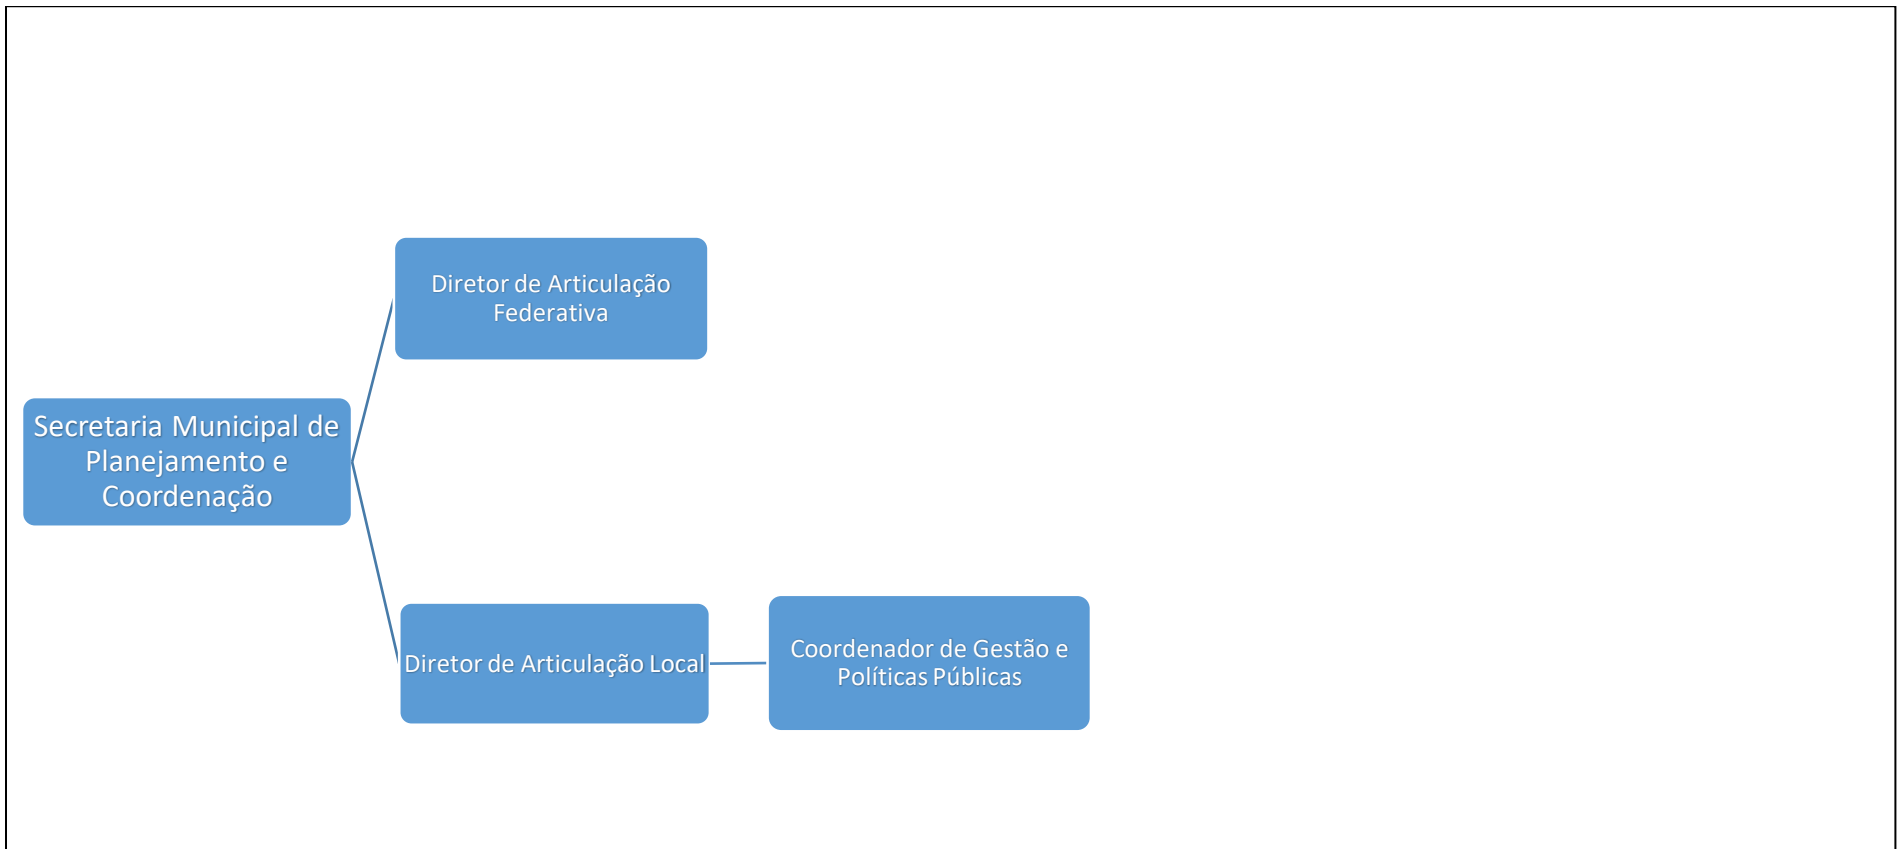 Diretor de Articulação
Federativa
Secretaria Municipal de
Planejamento e
Coordenação
Diretor de Articulação Local
Coordenador de Gestão e
Políticas Públicas